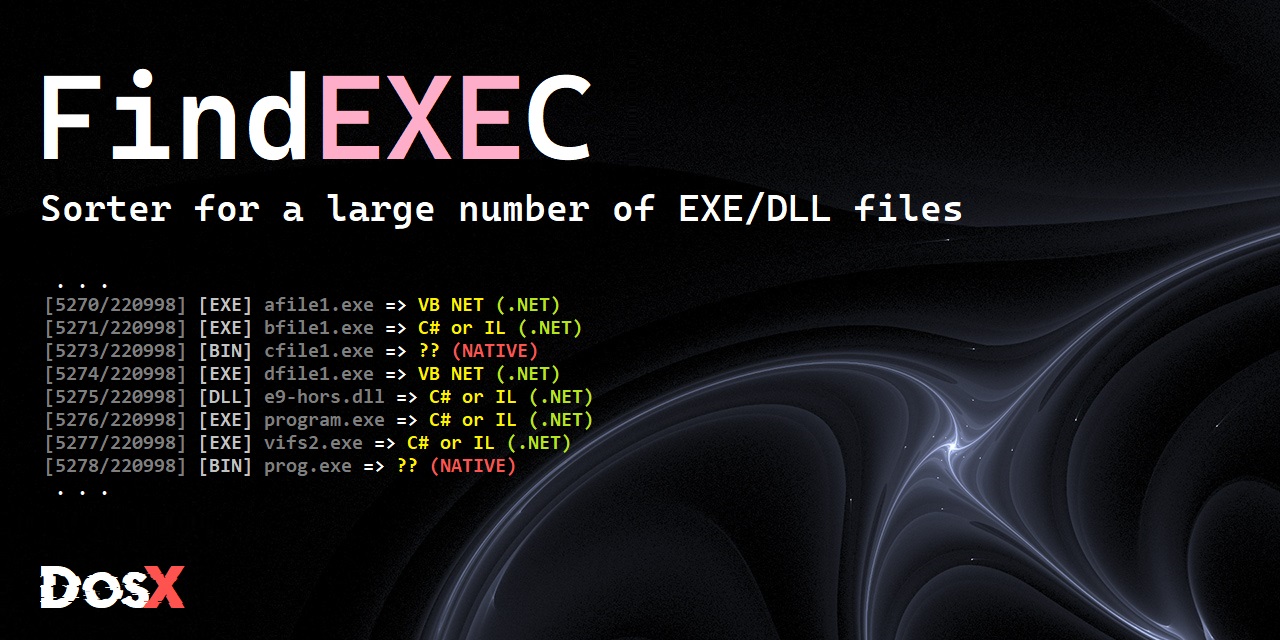 FindEXEC
Sorter for a large number of EXE/DLL files
. . .
[5270/220998] [EXE] afile1.exe => VB NET (.NET)
[5271/220998] [EXE] bfile1.exe => C# or IL (.NET)
[5273/220998] [BIN] cfile1.exe => ?? (NATIVE)
[5274/220998] [EXE] dfile1.exe => VB NET (.NET)
[5275/220998] [DLL] e9-hors.dll => C# or IL (.NET)
[5276/220998] [EXE] program.exe => C# or IL (.NET)
[5277/220998] [EXE] vifs2.exe => C# or IL (.NET)
[5278/220998] [BIN] prog.exe => ?? (NATIVE)
. . .
DosX